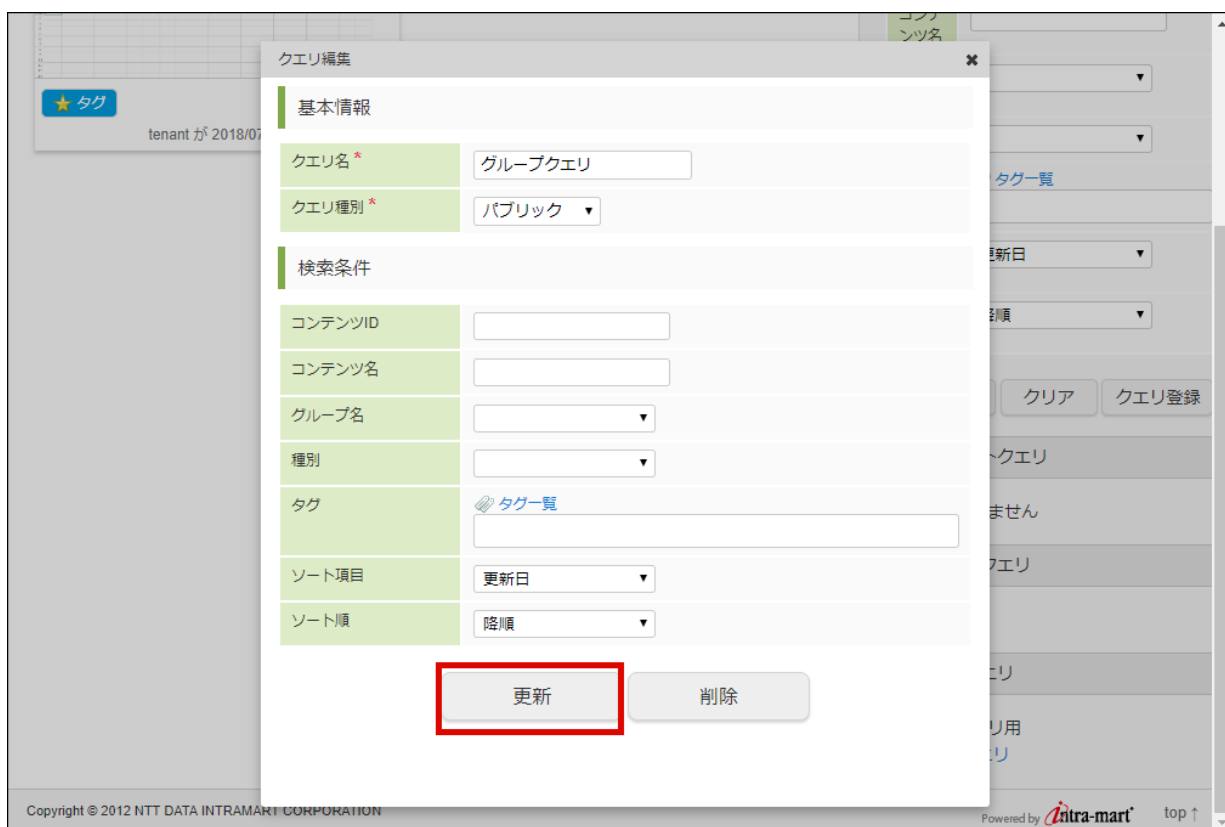 コンテ
ンツ名
クエリ編集
基本情報
タグ
tenant が 2018/07
クエリ名*
グループクエリ
タグ一覧
クエリ種別*
パブリック
検索条件
更新日
コンテンツID
降順
コンテンツ名
クリア
クエリ登録
グループ名
種別
クエリ
タグ
タグ一覧
ません
クエリ
ソート項目
更新日
ソート順
降順
エリ
更新
削除
リ用
リ
Copyright © 2012 NTT DATA INTRAMART CORPORATION
Powered by intra-mart
top ↑